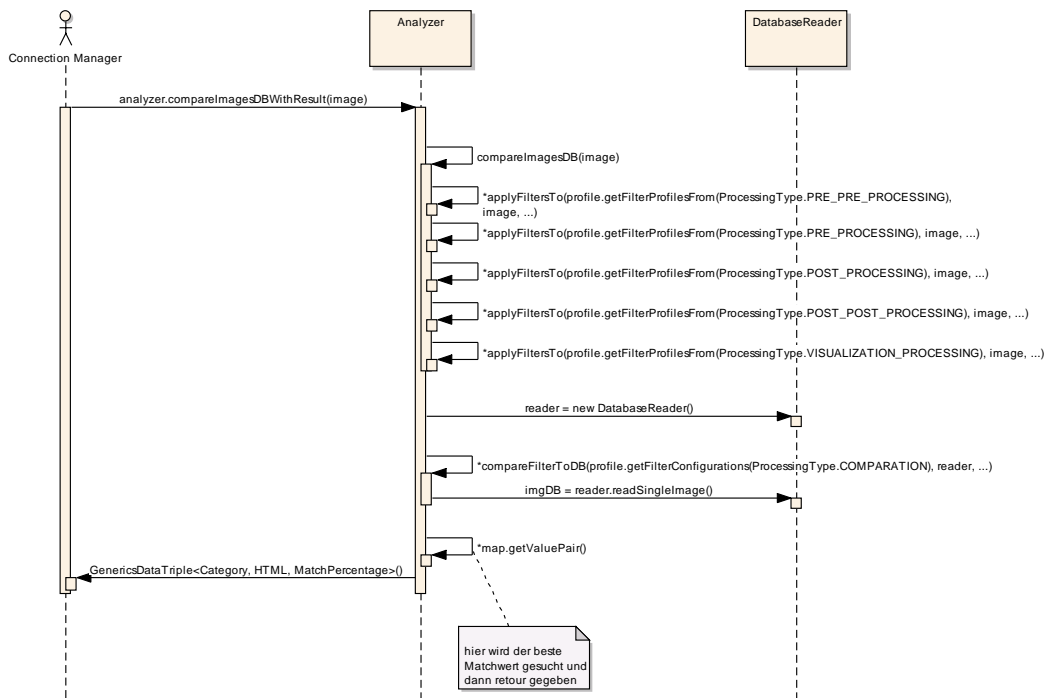 Connection Manager
Analyzer
DatabaseReader
analyzer.compareImagesDBWithResult(image)
compareImagesDB(image)
*applyFiltersTo(profile.getFilterProfilesFrom(ProcessingType.PRE_PRE_PROCESSING),
image, ...)
*applyFiltersTo(profile.getFilterProfilesFrom(ProcessingType.PRE_PROCESSING), image, ...)
*applyFiltersTo(profile.getFilterProfilesFrom(ProcessingType.POST_PROCESSING), image, ...)
*applyFiltersTo(profile.getFilterProfilesFrom(ProcessingType.POST_POST_PROCESSING), image, ...)
*applyFiltersTo(profile.getFilterProfilesFrom(ProcessingType.VISUALIZATION_PROCESSING), image, ...)
reader = new DatabaseReader()
*compareFilterToDB(profile.getFilterConfigurations(ProcessingType.COMPARATION), reader, ...)
imgDB = reader.readSingleImage()
*map.getValuePair()
GenericsDataTriple<Category, HTML, MatchPercentage>()
hier wird der beste
Matchwert gesucht und
dann retour gegeben